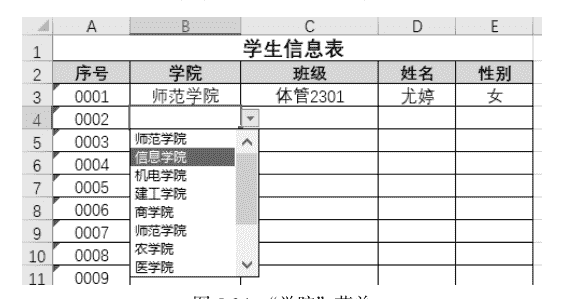 A B C D E
1 学生信息表
2 序号 学院 班级 姓名 性别
3 0001 师范学院 体管2301 尤婷 女
4 0002
5 0003 师范学院
信息学院
6 0004
机电学院
7 0005
建工学院
8 0006 商学院
9 0007 师范学院
10 0008 农学院
医学院
11 0009